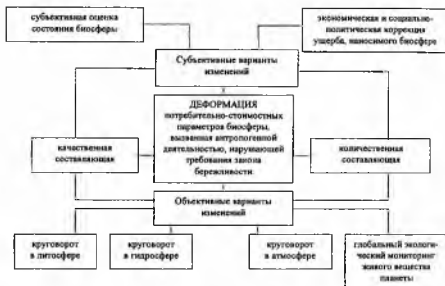 субъективная оценка
состояния биосферы
экономическая и социально-
политическая коррекция
ущерба, наносимого биосфере
Субъективные варианты
изменений
ДЕФОРМАЦИЯ
потребительно-стоимостных
параметров биосферы,
вызванная антропогенной
деятельностью, нарушающей
требования закона
бережливости
качественная
составляющая
количественная
составляющая
Объективные варианты
изменений
круговорот
в литосфере
круговорот
в гидросфере
круговорот
в атмосфере
глобальный экологи-
ческий мониторинг
живого вещества
планеты